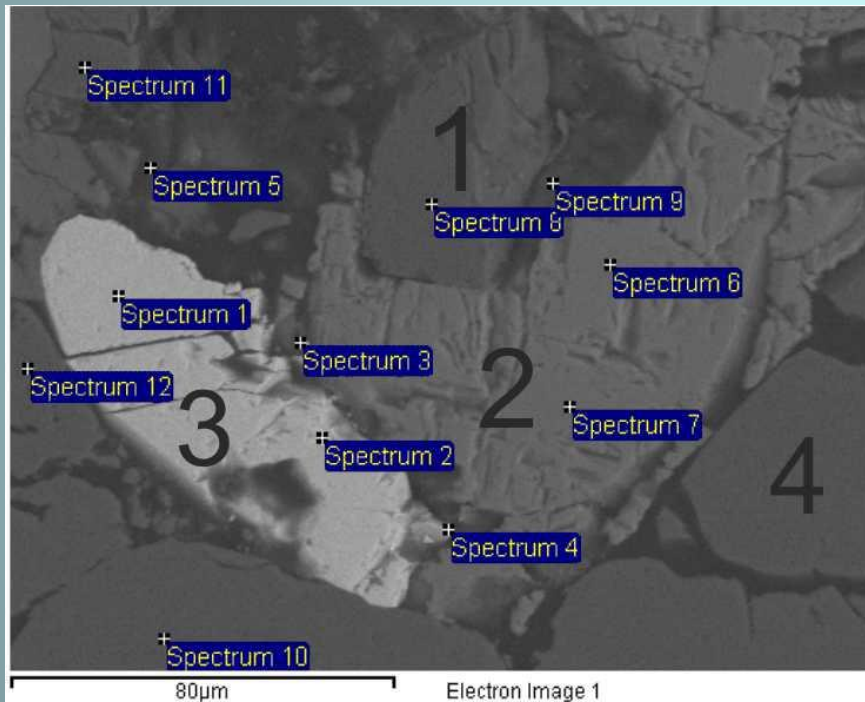 Spectrum 11
1
Spectrum 5
Spectrum 9
Spectrum 8
Spectrum 6
Spectrum 1
Spectrum 3
Spectrum 12
2
3
Spectrum 7
Spectrum 2
4
Spectrum 4
Spectrum 10
80µm Electron Image 1